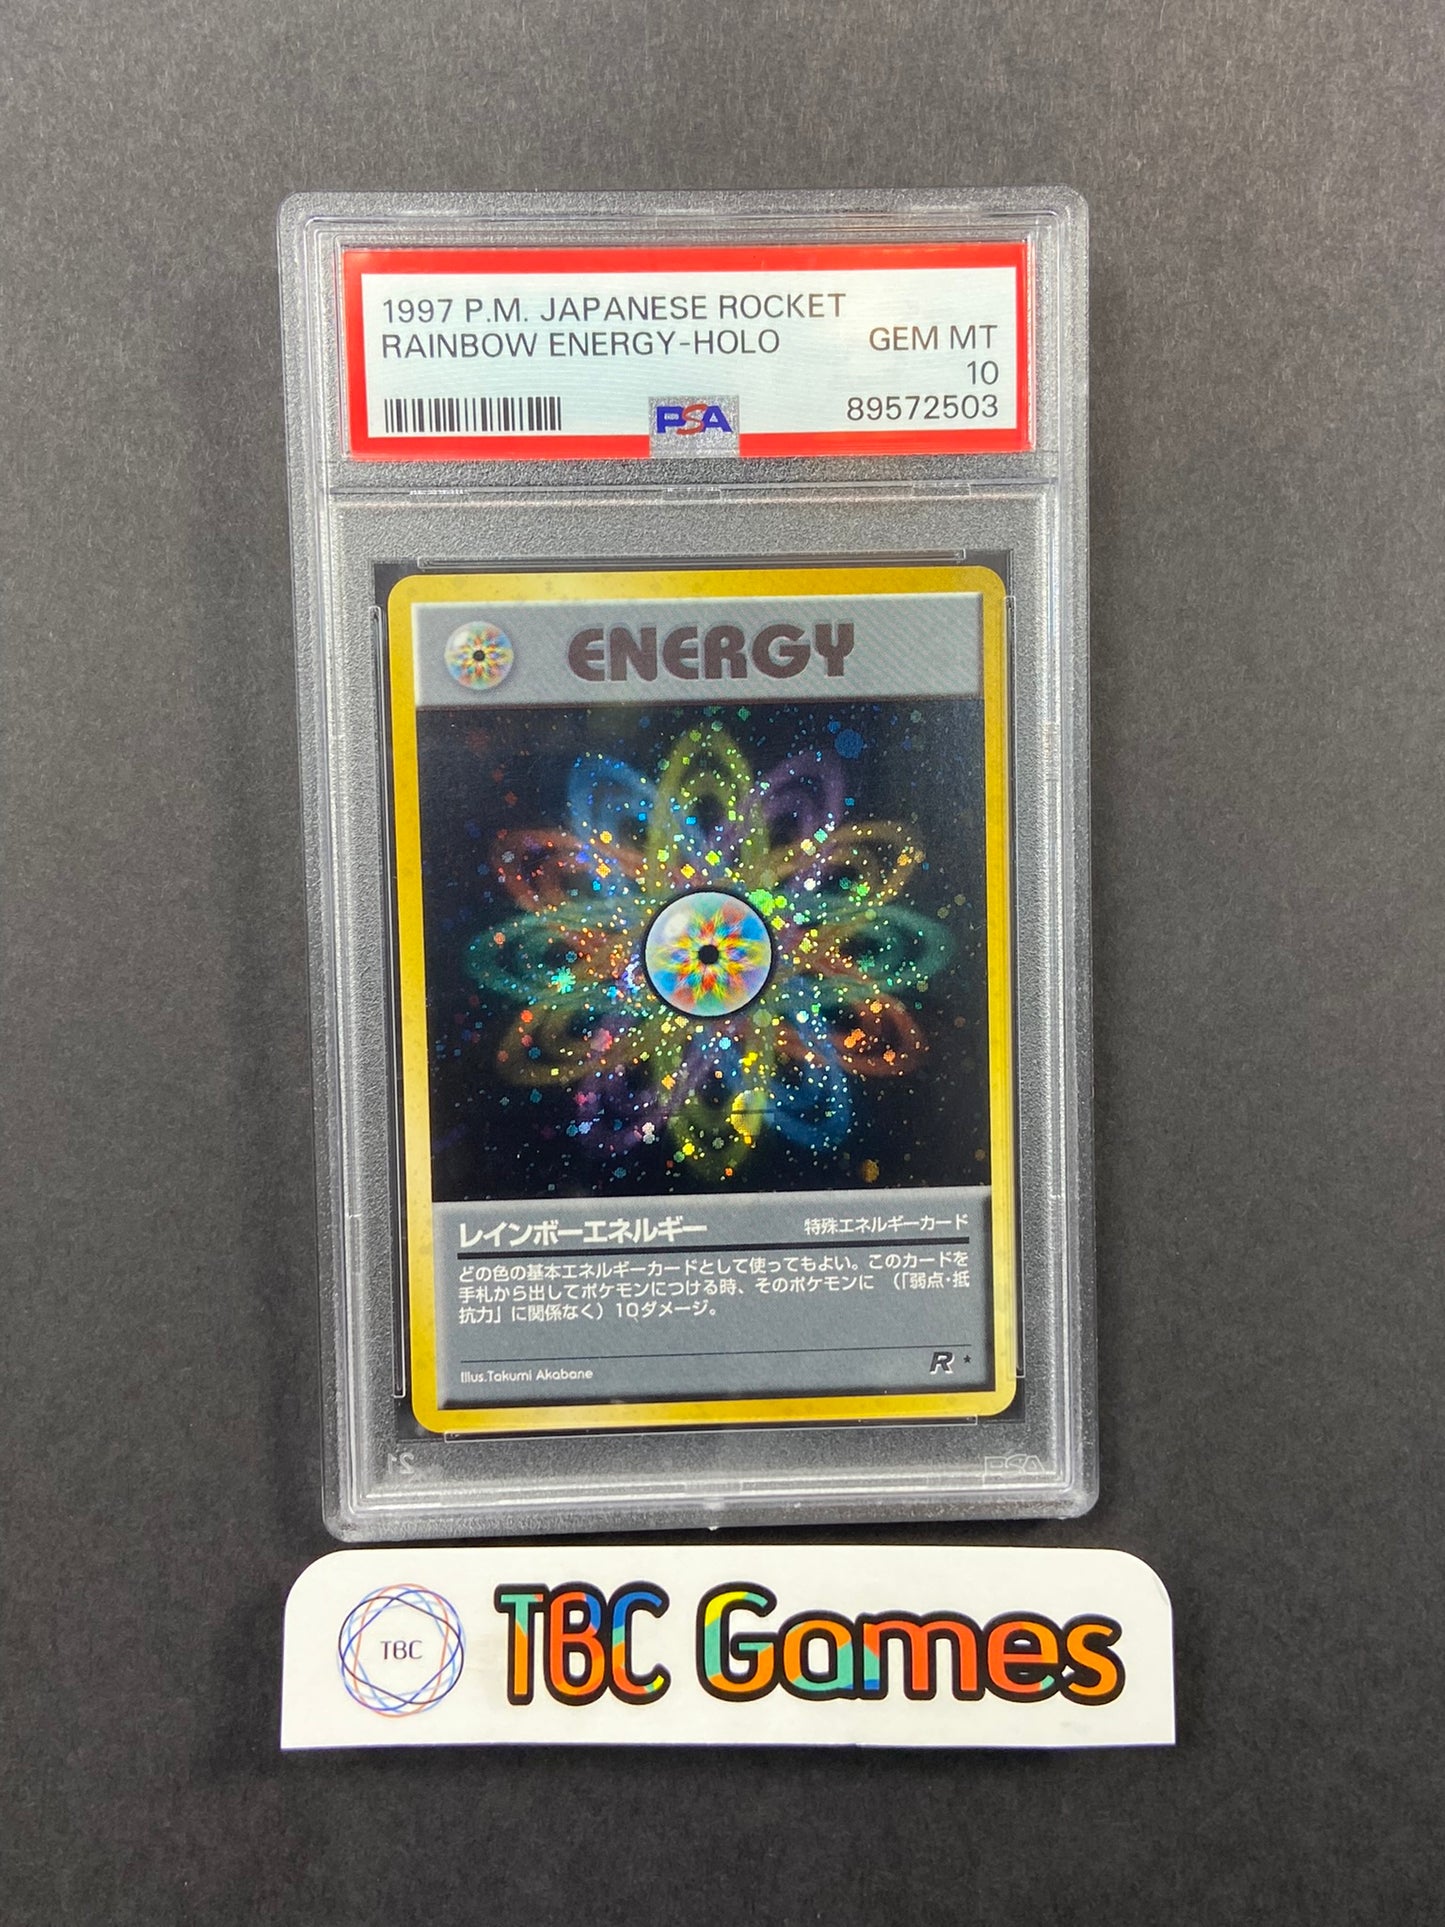 1997 P.M. JAPANESE ROCKET
RAINBOW ENERGY-HOLO
GEM MT
10
PSA
89572503
ENERGY
レインボーエネルギー 特殊エネルギーカード
どの色の基本エネルギーカードとして使ってもよい。このカードを
手札から出してポケモンにつける時、そのポケモンに （「弱点・抵
抗力」に関係なく）10ダメージ。
Illus.Takumi Akabane
R ★
21
PSA
TBC
TBC Games